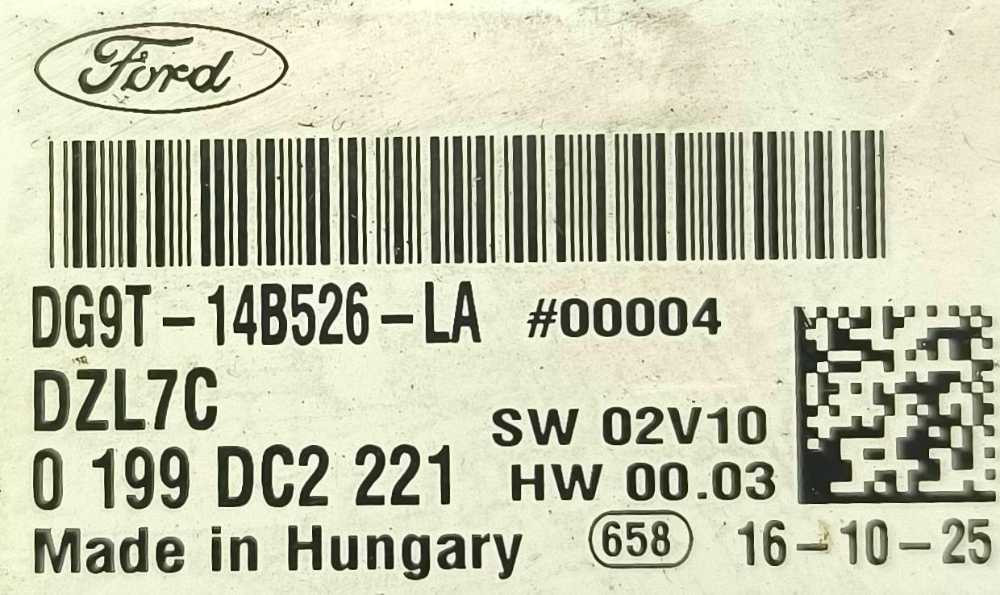 Ford
DG9T-14B526-LA #00004
DZL7C
SW 02V10
0 199 DC2 221
HW 00.03
Made in Hungary 658 16-10-25